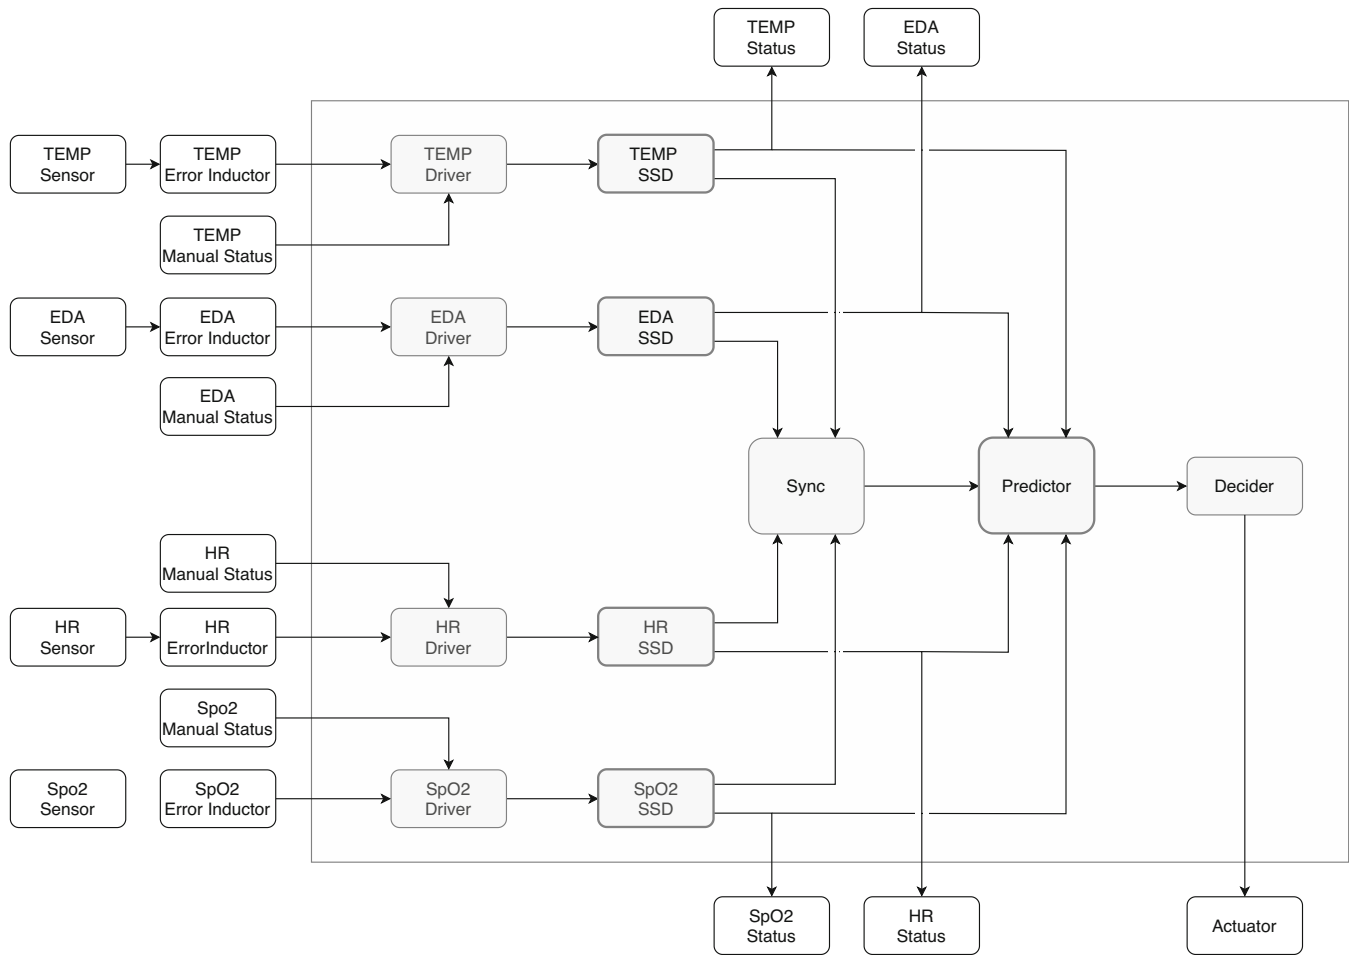 TEMP
Status
EDA
Status
TEMP
Sensor
TEMP
Error Inductor
TEMP
Driver
TEMP
SSD
TEMP
Manual Status
EDA
Sensor
EDA
Error Inductor
EDA
Driver
EDA
SSD
EDA
Manual Status
Sync
Predictor
Decider
HR
Manual Status
HR
Sensor
HR
ErrorInductor
HR
Driver
HR
SSD
Spo2
Manual Status
Spo2
Sensor
SpO2
Error Inductor
SpO2
Driver
SpO2
SSD
SpO2
Status
HR
Status
Actuator